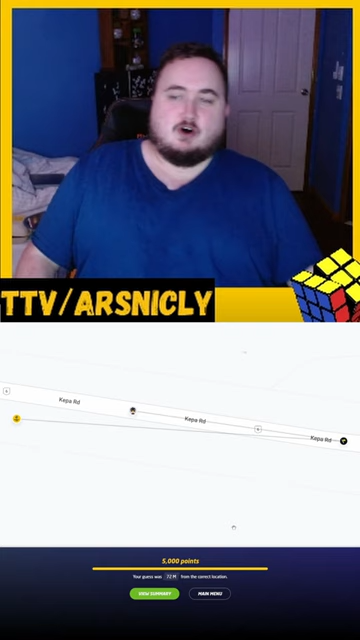 TTV/ARSNICLY
Kepa Rd
Kepa Rd
Kepa Rd
5,000 points
Your guess was 72 M from the correct location.
VIEW SUMMARY
MAIN MENU